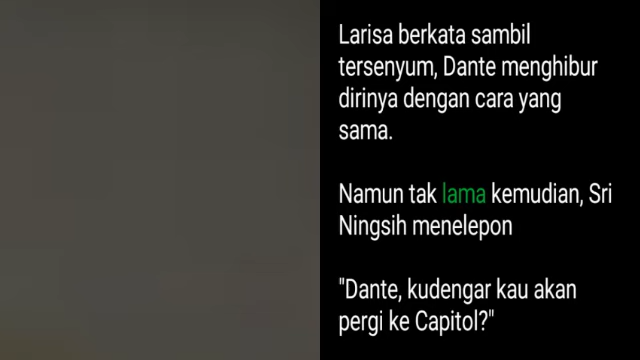 Larisa berkata sambil
tersenyum, Dante menghibur
dirinya dengan cara yang
sama.
Namun tak lama kemudian, Sri
Ningsih menelepon
"Dante, kudengar kau akan
pergi ke Capitol?"